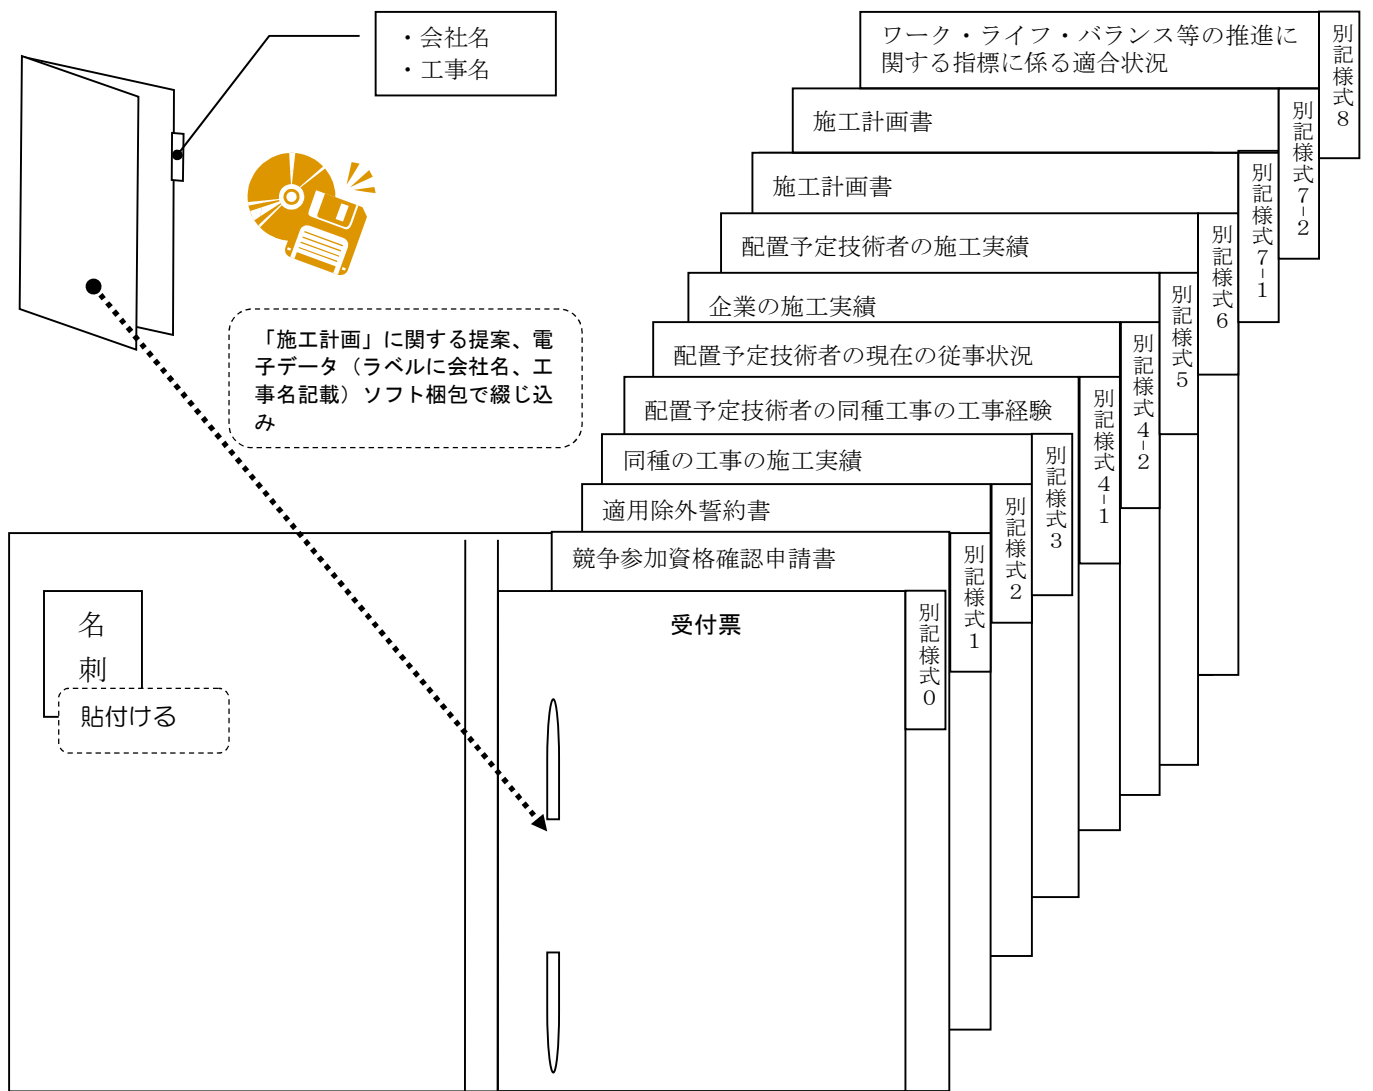 ・会社名
・工事名
ワーク・ライフ・バランス等の推進に
関する指標に係る適合状況
別記様式8
施工計画書
別記様式7-2
施工計画書
別記様式7-1
配置予定技術者の施工実績
別記様式6
企業の施工実績
別記様式5
配置予定技術者の現在の従事状況
別記様式4-2
配置予定技術者の同種工事の工事経験
別記様式4-1
同種の工事の施工実績
別記様式3
適用除外誓約書
別記様式2
競争参加資格確認申請書
別記様式1
受付票
別記様式0
「施工計画」に関する提案、電
子データ（ラベルに会社名、工
事名記載）ソフト梱包で綴じ込
み
名
刺
貼付ける